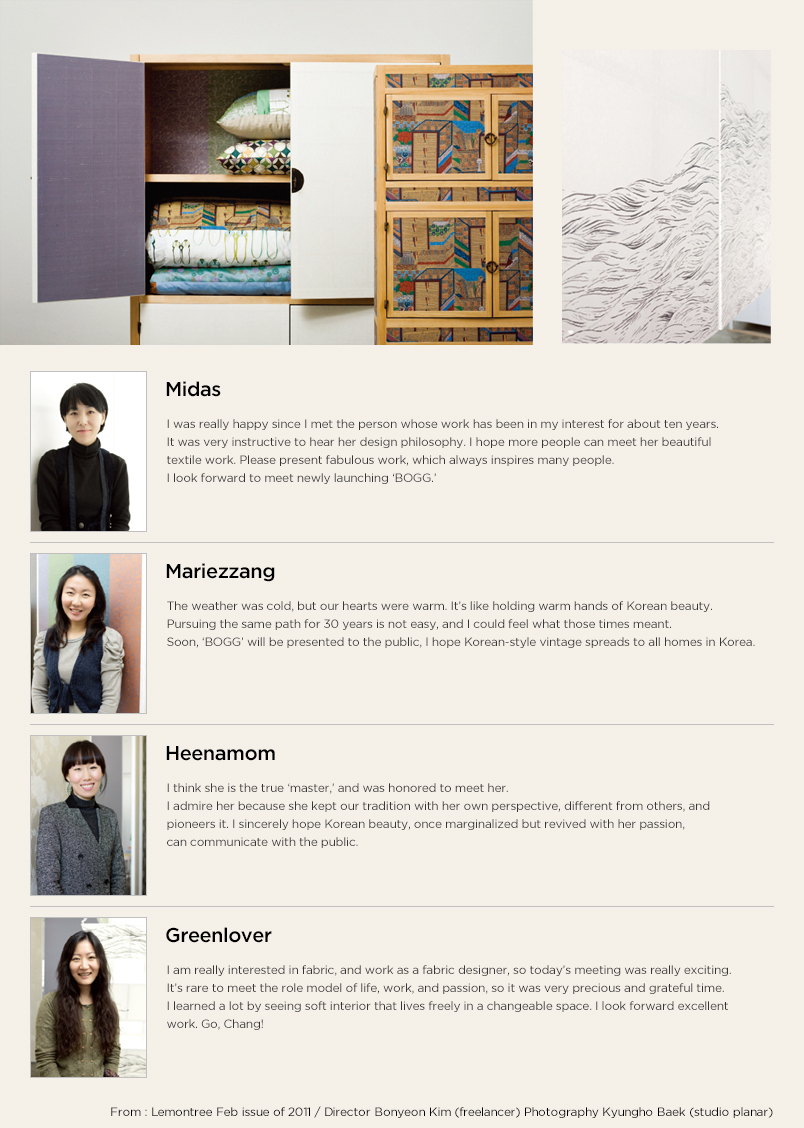 Midas
I was really happy since I met the person whose work has been in my interest for about ten years.
It was very instructive to hear her design philosophy. I hope more people can meet her beautiful
textile work. Please present fabulous work, which always inspires many people.
I look forward to meet newly launching ‘BOGG.’
Mariezzang
The weather was cold, but our hearts were warm. It’s like holding warm hands of Korean beauty.
Pursuing the same path for 30 years is not easy, and I could feel what those times meant.
Soon, ‘BOGG’ will be presented to the public, I hope Korean-style vintage spreads to all homes in Korea.
Heenamom
I think she is the true ‘master,’ and was honored to meet her.
I admire her because she kept our tradition with her own perspective, different from others, and
pioneers it. I sincerely hope Korean beauty, once marginalized but revived with her passion,
can communicate with the public.
Greenlover
I am really interested in fabric, and work as a fabric designer, so today’s meeting was really exciting.
It’s rare to meet the role model of life, work, and passion, so it was very precious and grateful time.
I learned a lot by seeing soft interior that lives freely in a changeable space. I look forward excellent
work. Go, Chang!
From : Lemontree Feb issue of 2011 / Director Bonyeon Kim (freelancer) Photography Kyungho Baek (studio planar)